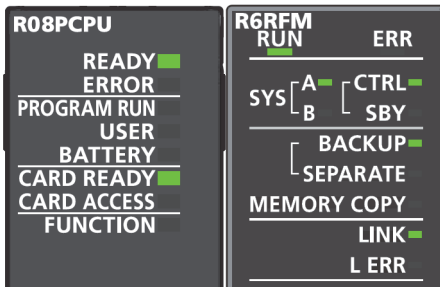 R08PCPU
READY
ERROR
PROGRAM RUN
USER
BATTERY
CARD READY
CARD ACCESS
FUNCTION
R6RFM
RUN ERR
SYS A CTRL
B SBY
BACKUP
SEPARATE
MEMORY COPY
LINK
L ERR